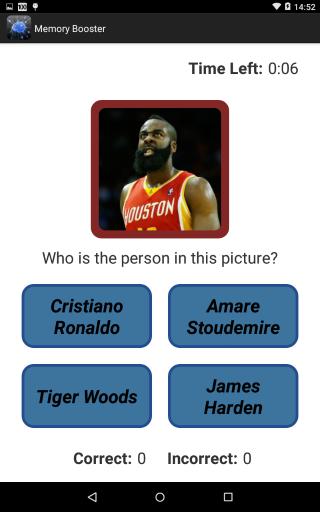 14:52
Memory Booster
Time Left: 0:06
HOUSTON
Who is the person in this picture?
Cristiano
Ronaldo
Amare
Stoudemire
Tiger Woods
James
Harden
Correct: 0 Incorrect: 0